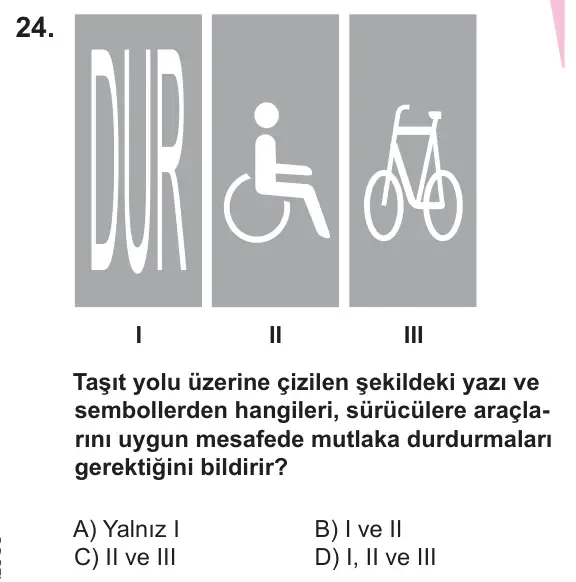 24.
DUR
I II III
Taşıt yolu üzerine çizilen şekildeki yazı ve
sembollerden hangileri, sürücülere araçla-
rını uygun mesafede mutlaka durdurmaları
gerektiğini bildirir?
A) Yalnız I B) I ve II
C) II ve III D) I, II ve III